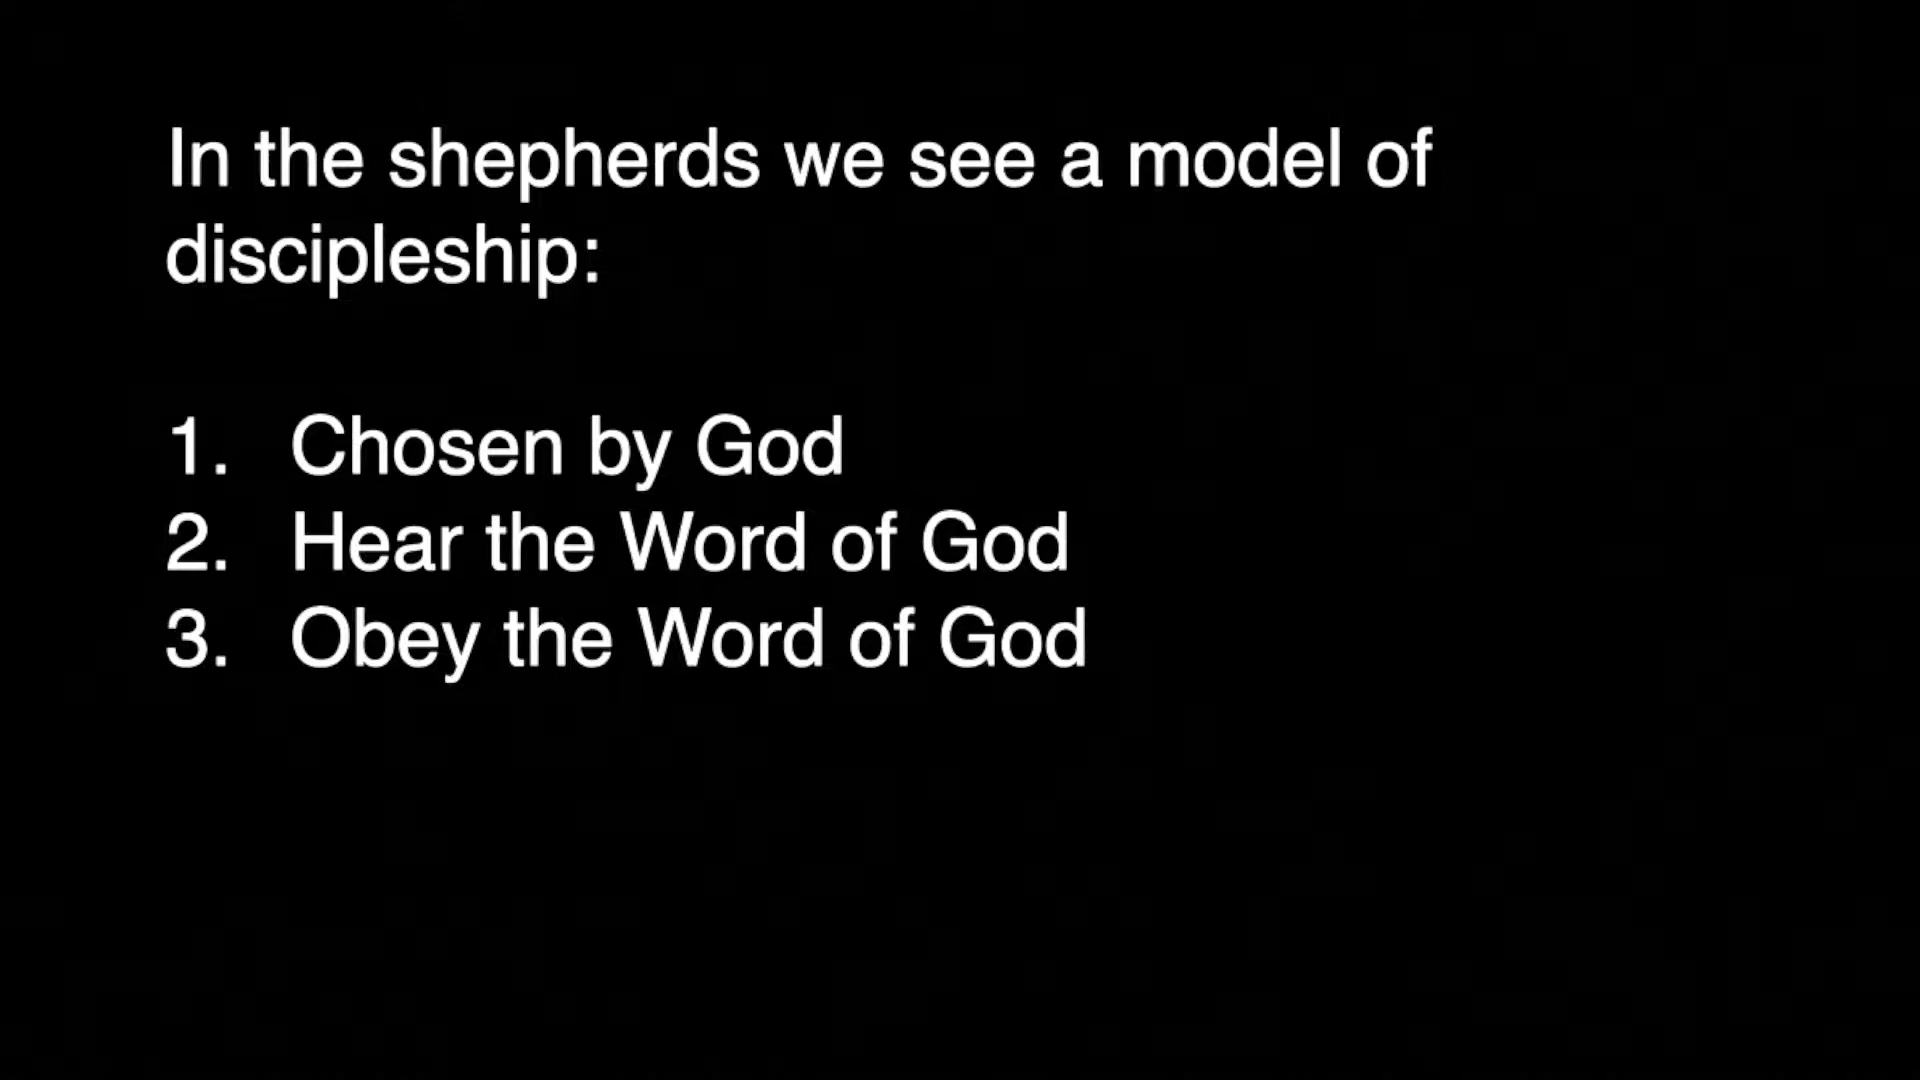 In the shepherds we see a model of
discipleship:
1. Chosen by God
2. Hear the Word of God
3. Obey the Word of God